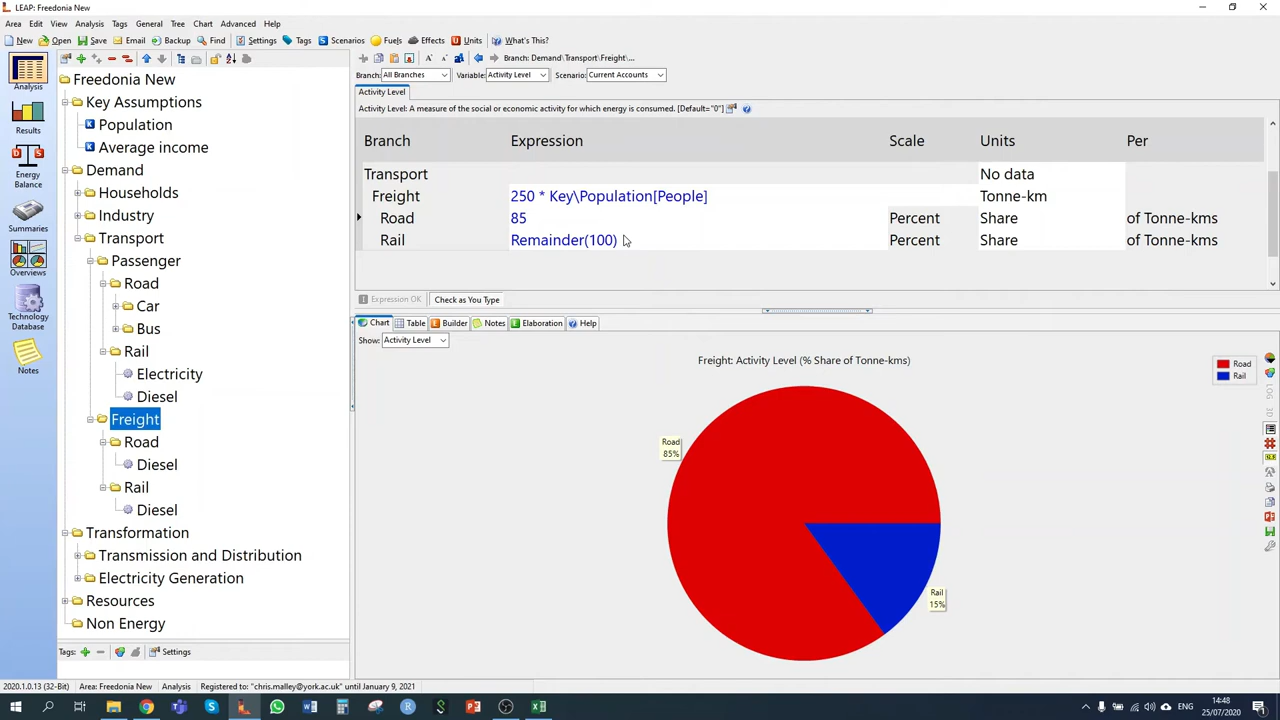 LEAP: Freedonia New
Area Edit View Analysis Tags General Tree Chart Advanced Help
New Open Save Email Backup Find Settings Tags Scenarios Fuels Effects Units What's This?
Analysis
Results
Energy
Balance
Summaries
Overviews
Technology
Database
Notes
Freedonia New
Key Assumptions
Population
Average income
Demand
Households
Industry
Transport
Passenger
Road
Car
Bus
Rail
Electricity
Diesel
Freight
Road
Diesel
Rail
Diesel
Transformation
Transmission and Distribution
Electricity Generation
Resources
Non Energy
Tags: Settings
Branch: Demand\Transport\Freight\...
Branch: All Branches Variable: Activity Level Scenario: Current Accounts
Activity Level
Activity Level: A measure of the social or economic activity for which energy is consumed. [Default="0"]
Branch Expression Scale Units Per
Transport No data
Freight 250 * Key\Population[People] Tonne-km
Road 85 Percent Share of Tonne-kms
Rail Remainder(100) Percent Share of Tonne-kms
Expression OK Check as You Type
Chart Table Builder Notes Elaboration Help
Show: Activity Level
Freight: Activity Level (% Share of Tonne-kms)
Road
Rail
Road
85%
Rail
15%
LOG
3D
2020.1.0.13 (32-Bit) Area: Freedonia New Analysis Registered to: "chris.malley@york.ac.uk" until January 9, 2021
ENG
14:48
25/07/2020